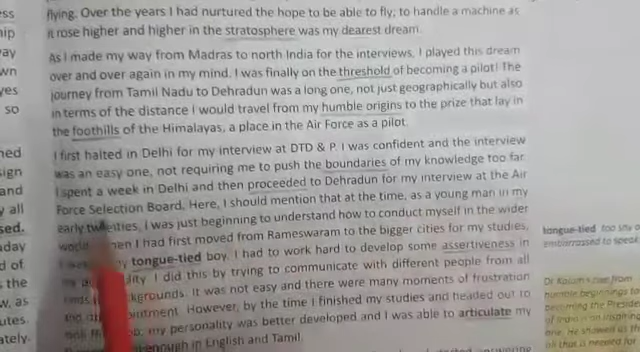 flying. Over the years I had nurtured the hope to be able to fly; to handle a machine as
it rose higher and higher in the stratosphere was my dearest dream.
As I made my way from Madras to north India for the interviews, I played this dream
over and over again in my mind. I was finally on the threshold of becoming a pilot! The
journey from Tamil Nadu to Dehradun was a long one, not just geographically but also
in terms of the distance I would travel from my humble origins to the prize that lay in
the foothills of the Himalayas, a place in the Air Force as a pilot.
I first halted in Delhi for my interview at DTD & P. I was confident and the interview
was an easy one, not requiring me to push the boundaries of my knowledge too far.
I spent a week in Delhi and then proceeded to Dehradun for my interview at the Air
Force Selection Board. Here, I should mention that at the time, as a young man in my
early twenties, I was just beginning to understand how to conduct myself in the wider
I had first moved from Rameswaram to the bigger cities for my studies,
tongue-tied boy. I had to work hard to develop some assertiveness in
I did this by trying to communicate with different people from all
It was not easy and there were many moments of frustration
However, by the time I finished my studies and headed out to
my personality was better developed and I was able to articulate my
enough in English and Tamil.
tongue-tied too shy o
embarrassed to speak
Dr Kalam's rise from
humble beginnings to
becoming the Preside
of India is an inspiring
one. He showed us th
all that is needed for